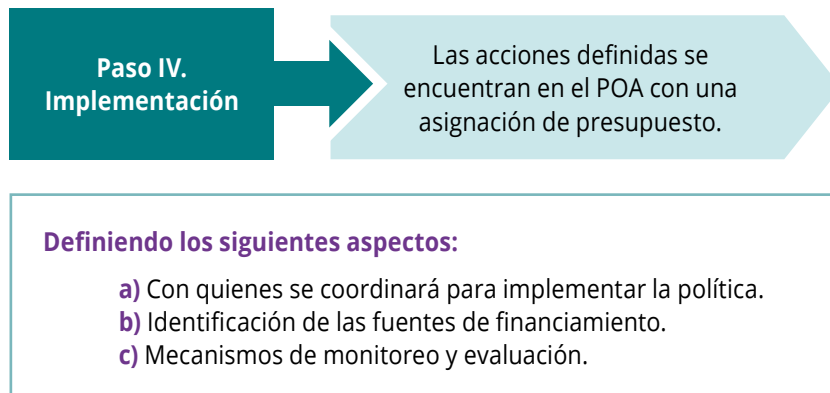 Paso IV.
Implementación
Las acciones definidas se
encuentran en el POA con una
asignación de presupuesto.
Definiendo los siguientes aspectos:
a) Con quienes se coordinará para implementar la política.
b) Identificación de las fuentes de financiamiento.
c) Mecanismos de monitoreo y evaluación.